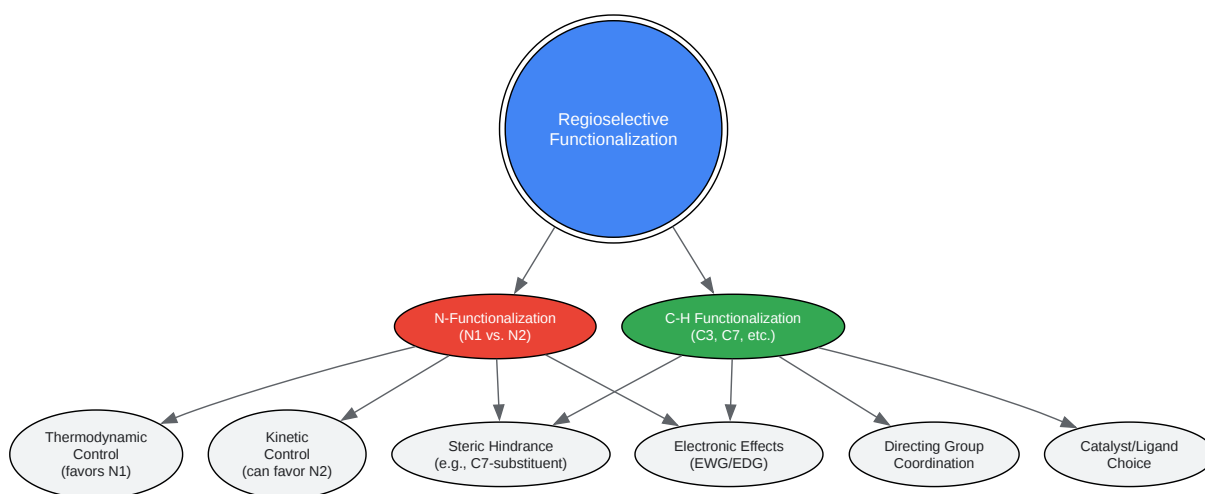 Regioselective
Functionalization
N-Functionalization
(N1 vs. N2)
C-H Functionalization
(C3, C7, etc.)
Thermodynamic
Control
(favors N1)
Kinetic
Control
(can favor N2)
Steric Hindrance
(e.g., C7-substituent)
Electronic Effects
(EWG/EDG)
Directing Group
Coordination
Catalyst/Ligand
Choice